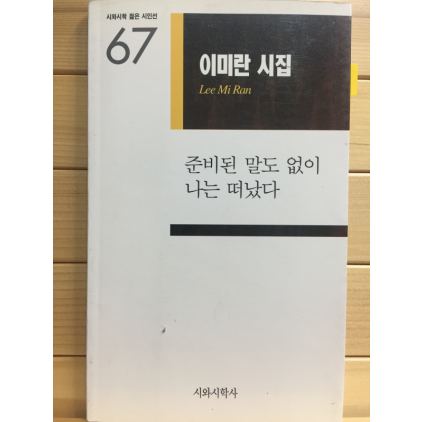 시와시학 젊은 시인선
67
이미란 시집
Lee Mi Ran
준비된 말도 없이
나는 떠났다
시와시학사